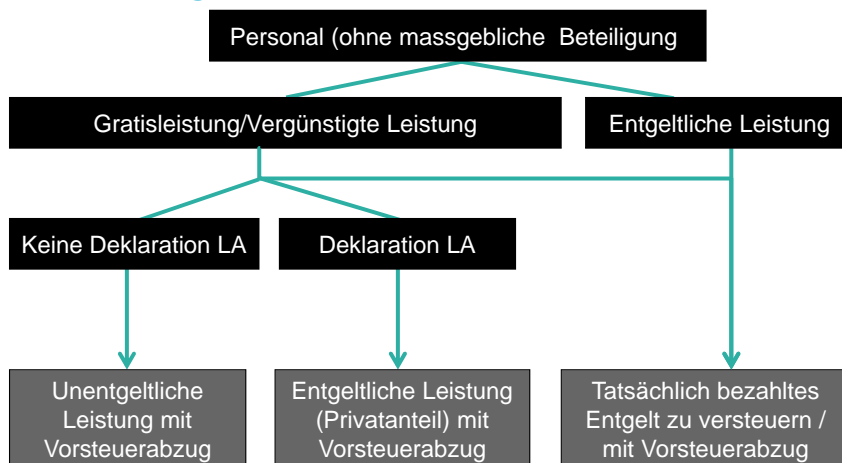 Personal (ohne massgebliche Beteiligung
Gratisleistung/Vergünstigte Leistung
Entgeltliche Leistung
Keine Deklaration LA
Deklaration LA
Unentgeltliche
Leistung mit
Vorsteuerabzug
Entgeltliche Leistung
(Privatanteil) mit
Vorsteuerabzug
Tatsächlich bezahltes
Entgelt zu versteuern /
mit Vorsteuerabzug